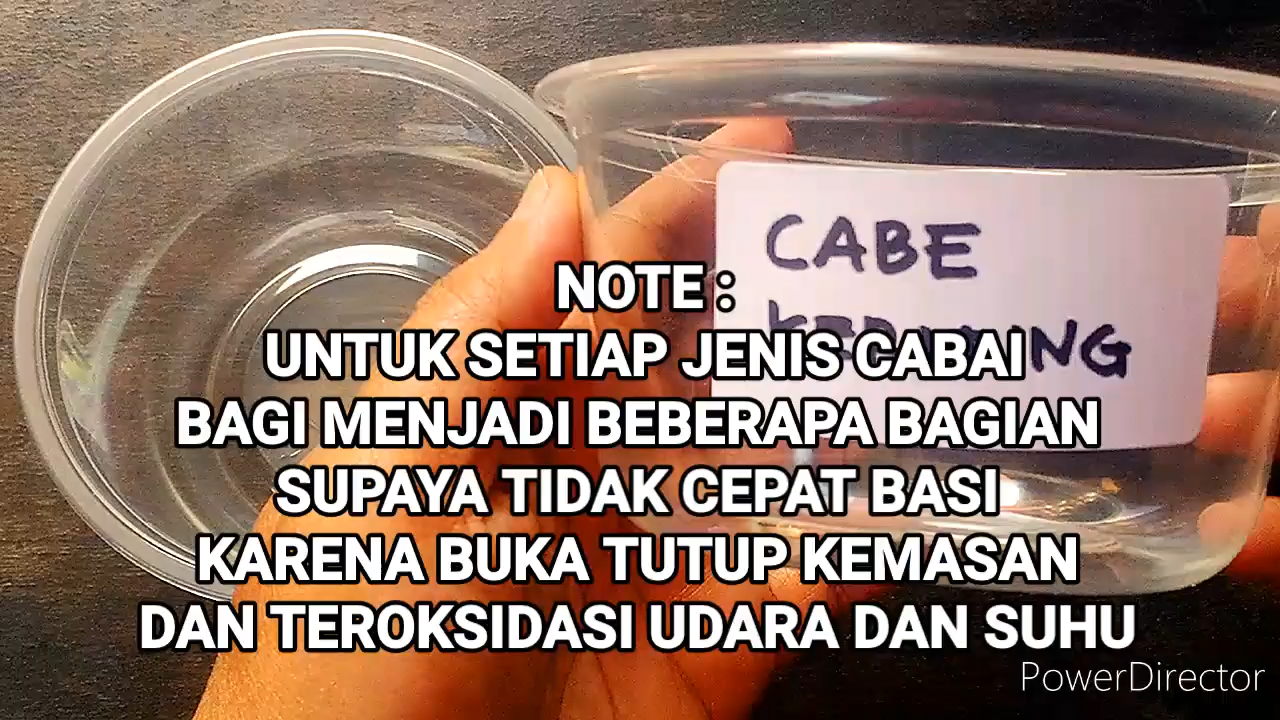 CABE
NOTE :
UNTUK SETIAP JENIS CABAI
BAGI MENJADI BEBERAPA BAGIAN
SUPAYA TIDAK CEPAT BASI
KARENA BUKA TUTUP KEMASAN
DAN TEROKSIDASI UDARA DAN SUHU
PowerDirector